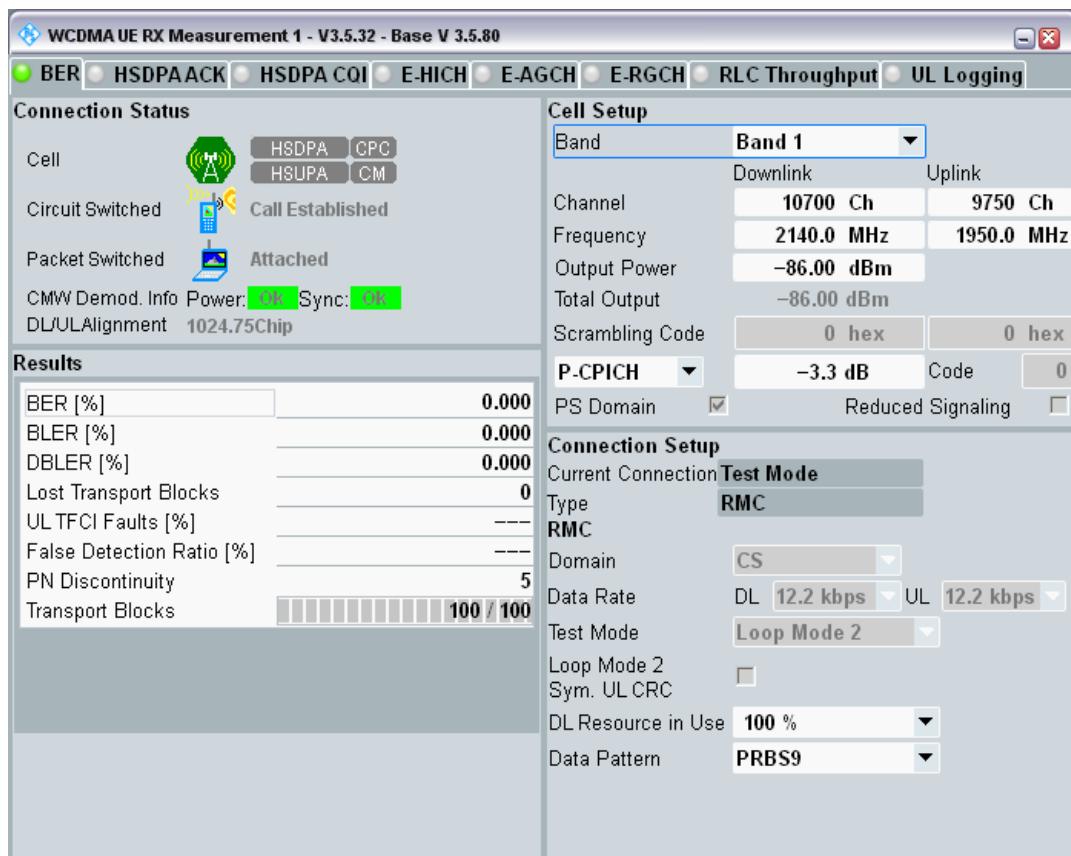 WCDMA UE RX Measurement 1 - V3.5.32 - Base V 3.5.80
BER HSDPA ACK HSDPA CQI E-HICH E-AGCH E-RGCH RLC Throughput UL Logging
Connection Status
Cell HSDPA CPC
HSUPA CM
Circuit Switched Call Established
Packet Switched Attached
CMW Demod. Info Power: Ok Sync: Ok
DL/UL Alignment 1024.75Chip
Results
BER [%] 0.000
BLER [%] 0.000
DBLER [%] 0.000
Lost Transport Blocks 0
UL TFCI Faults [%] ---
False Detection Ratio [%] ---
PN Discontinuity 5
Transport Blocks 100 / 100
Cell Setup
Band Band 1
Downlink Uplink
Channel 10700 Ch 9750 Ch
Frequency 2140.0 MHz 1950.0 MHz
Output Power -86.00 dBm
Total Output -86.00 dBm
Scrambling Code 0 hex 0 hex
P-CPICH -3.3 dB Code 0
PS Domain Reduced Signaling
Connection Setup
Current Connection Test Mode
Type RMC
RMC
Domain CS
Data Rate DL 12.2 kbps UL 12.2 kbps
Test Mode Loop Mode 2
Loop Mode 2
Sym. UL CRC
DL Resource in Use 100 %
Data Pattern PRBS9